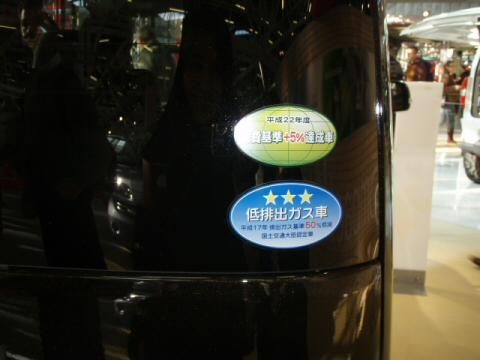 平成22年度
費基準+5%達成車
★★★
低排出ガス車
平成17年 排出ガス基準50%低減
国土交通大臣認定車